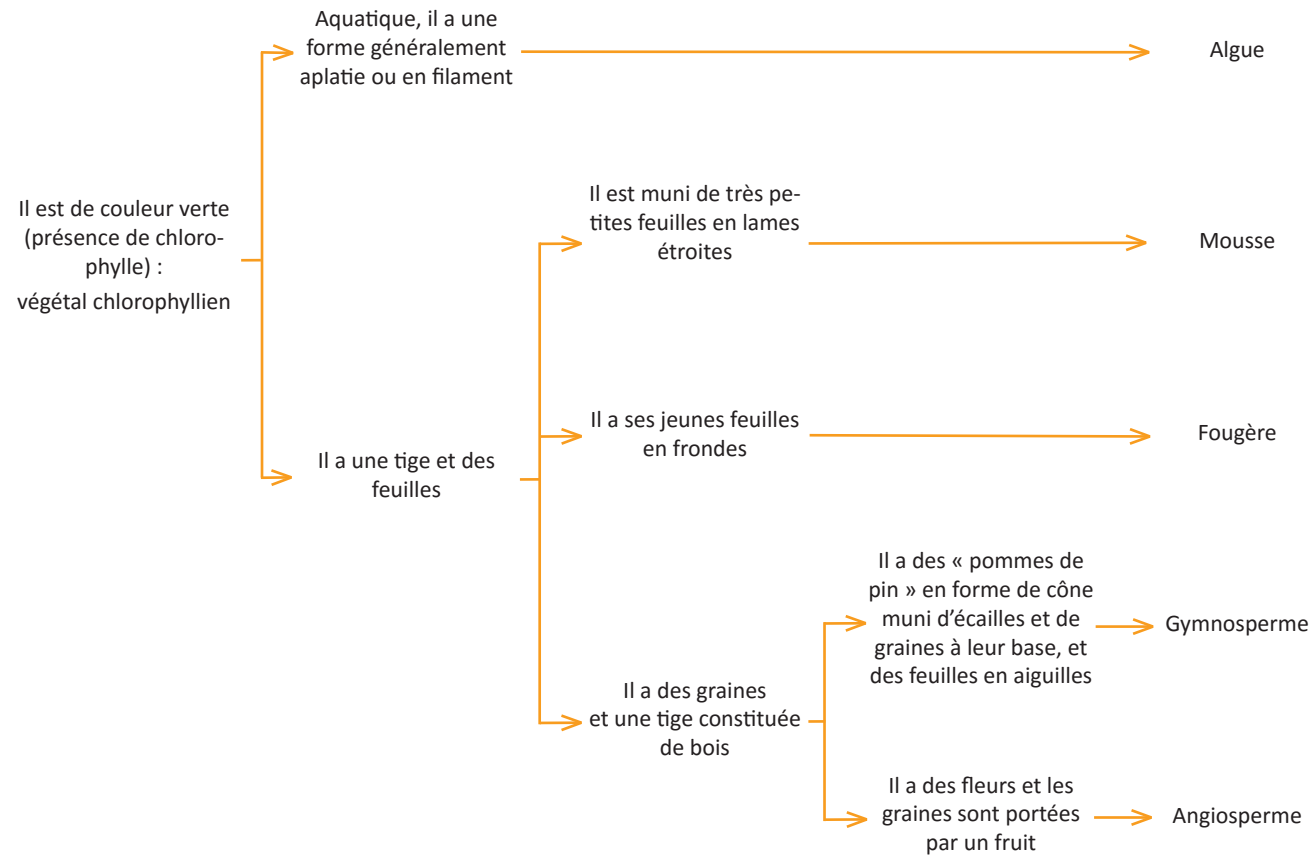 Aquatique, il a une
forme généralement
aplatie ou en filament
Algue
Il est de couleur verte
(présence de chloro-
phylle) :
végétal chlorophyllien
Il est muni de très pe-
tites feuilles en lames
étroites
Mousse
Il a une tige et des
feuilles
Il a ses jeunes feuilles
en frondes
Fougère
Il a des graines
et une tige constituée
de bois
Il a des « pommes de
pin » en forme de cône
muni d’écailles et de
graines à leur base, et
des feuilles en aiguilles
Gymnosperme
Il a des fleurs et les
graines sont portées
par un fruit
Angiosperme